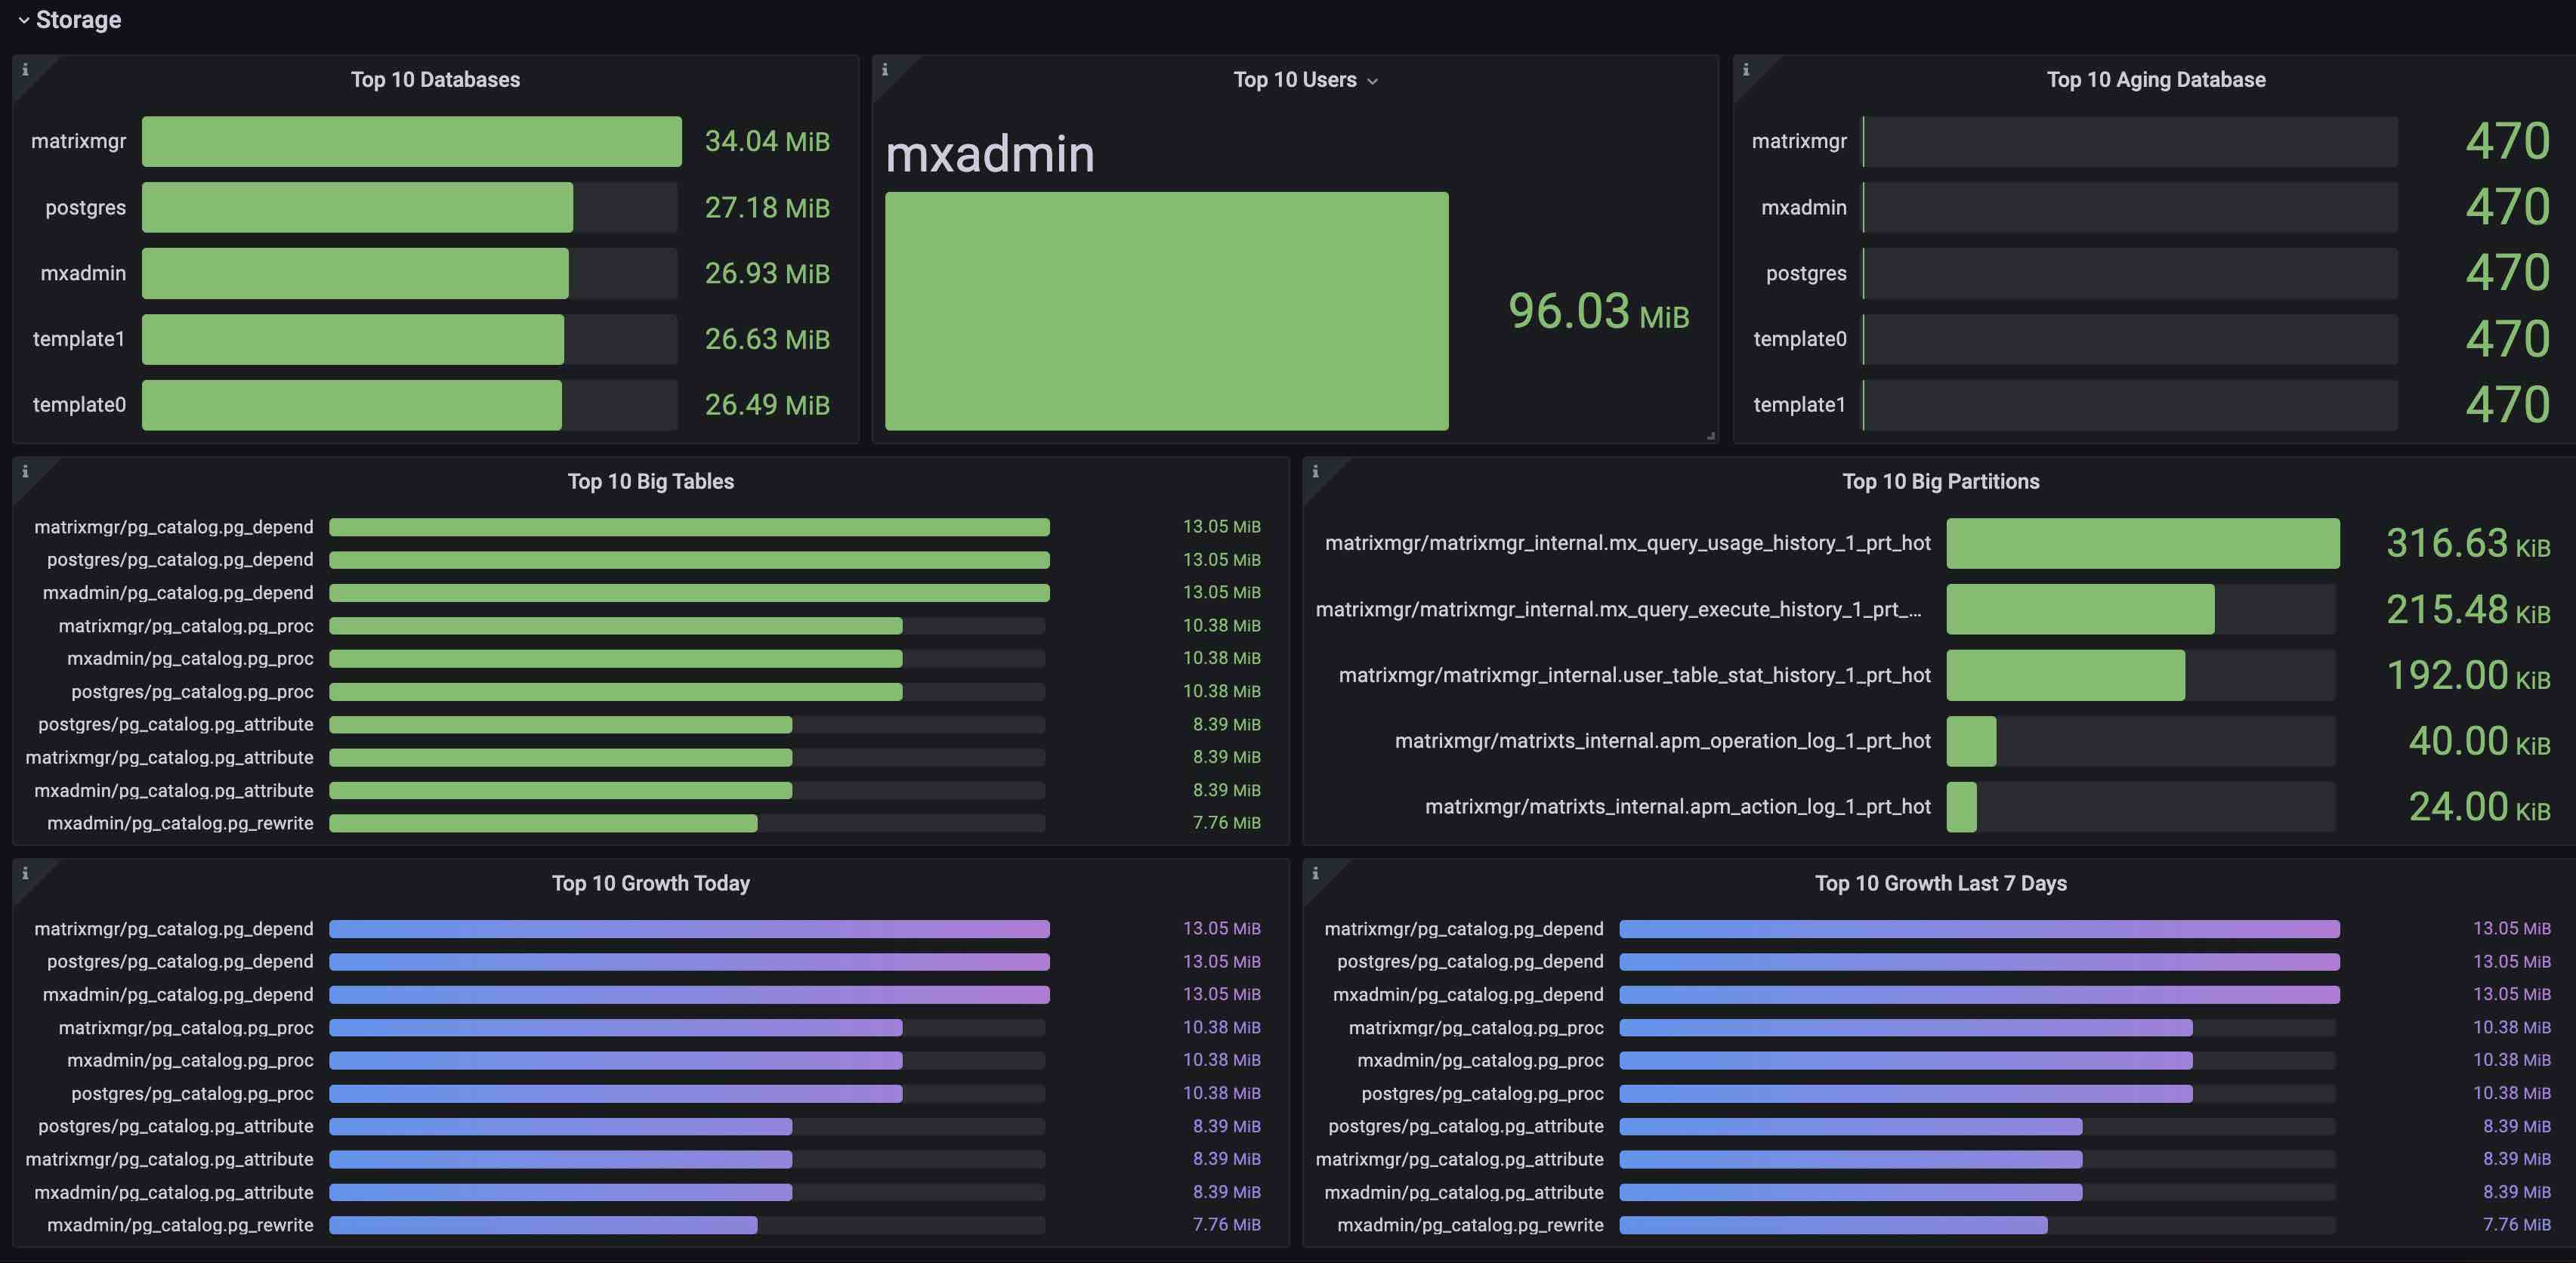 Storage
Top 10 Databases
matrixmgr 34.04 MiB
postgres 27.18 MiB
mxadmin 26.93 MiB
template1 26.63 MiB
template0 26.49 MiB
Top 10 Users
mxadmin
96.03 MiB
Top 10 Aging Database
matrixmgr 470
mxadmin 470
postgres 470
template0 470
template1 470
Top 10 Big Tables
matrixmgr/pg_catalog.pg_depend 13.05 MiB
postgres/pg_catalog.pg_depend 13.05 MiB
mxadmin/pg_catalog.pg_depend 13.05 MiB
matrixmgr/pg_catalog.pg_proc 10.38 MiB
mxadmin/pg_catalog.pg_proc 10.38 MiB
postgres/pg_catalog.pg_proc 10.38 MiB
postgres/pg_catalog.pg_attribute 8.39 MiB
matrixmgr/pg_catalog.pg_attribute 8.39 MiB
mxadmin/pg_catalog.pg_attribute 8.39 MiB
mxadmin/pg_catalog.pg_rewrite 7.76 MiB
Top 10 Big Partitions
matrixmgr/matrixmgr_internal.mx_query_usage_history_1_prt_hot 316.63 KiB
matrixmgr/matrixmgr_internal.mx_query_execute_history_1_prt_... 215.48 KiB
matrixmgr/matrixmgr_internal.user_table_stat_history_1_prt_hot 192.00 KiB
matrixmgr/matrixts_internal.apm_operation_log_1_prt_hot 40.00 KiB
matrixmgr/matrixts_internal.apm_action_log_1_prt_hot 24.00 KiB
Top 10 Growth Today
matrixmgr/pg_catalog.pg_depend 13.05 MiB
postgres/pg_catalog.pg_depend 13.05 MiB
mxadmin/pg_catalog.pg_depend 13.05 MiB
matrixmgr/pg_catalog.pg_proc 10.38 MiB
mxadmin/pg_catalog.pg_proc 10.38 MiB
postgres/pg_catalog.pg_proc 10.38 MiB
postgres/pg_catalog.pg_attribute 8.39 MiB
matrixmgr/pg_catalog.pg_attribute 8.39 MiB
mxadmin/pg_catalog.pg_attribute 8.39 MiB
mxadmin/pg_catalog.pg_rewrite 7.76 MiB
Top 10 Growth Last 7 Days
matrixmgr/pg_catalog.pg_depend 13.05 MiB
postgres/pg_catalog.pg_depend 13.05 MiB
mxadmin/pg_catalog.pg_depend 13.05 MiB
matrixmgr/pg_catalog.pg_proc 10.38 MiB
mxadmin/pg_catalog.pg_proc 10.38 MiB
postgres/pg_catalog.pg_proc 10.38 MiB
postgres/pg_catalog.pg_attribute 8.39 MiB
matrixmgr/pg_catalog.pg_attribute 8.39 MiB
mxadmin/pg_catalog.pg_attribute 8.39 MiB
mxadmin/pg_catalog.pg_rewrite 7.76 MiB